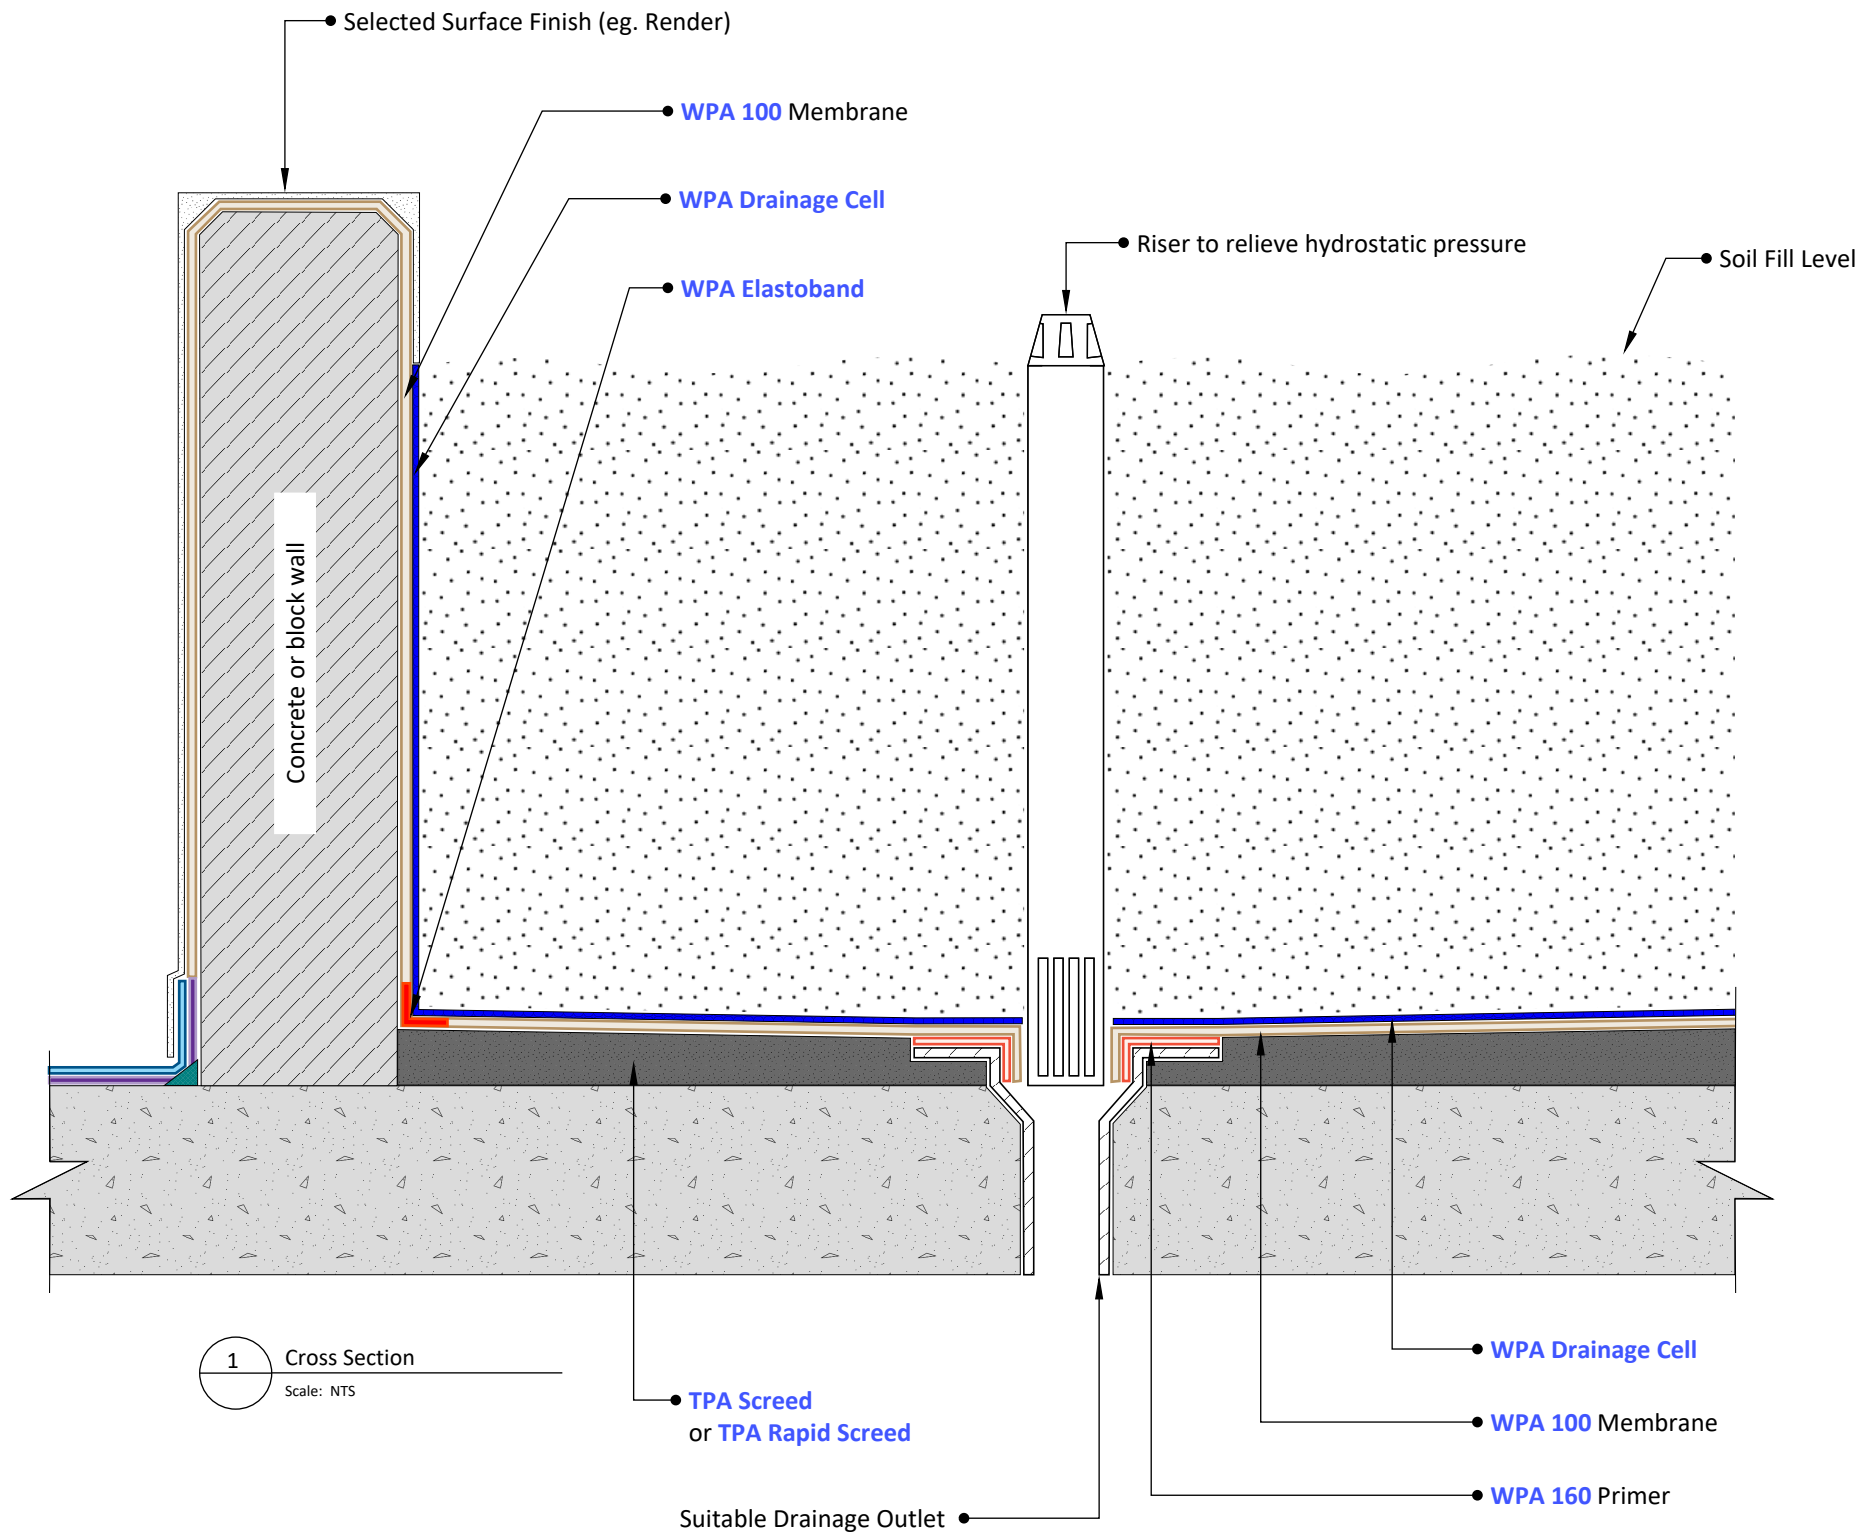 Selected Surface Finish (eg. Render)
WPA 100 Membrane
WPA Drainage Cell
Riser to relieve hydrostatic pressure
Soil Fill Level
WPA Elastoband
Concrete or block wall
1
Cross Section
Scale: NTS
WPA Drainage Cell
TPA Screed
or TPA Rapid Screed
WPA 100 Membrane
WPA 160 Primer
Suitable Drainage Outlet